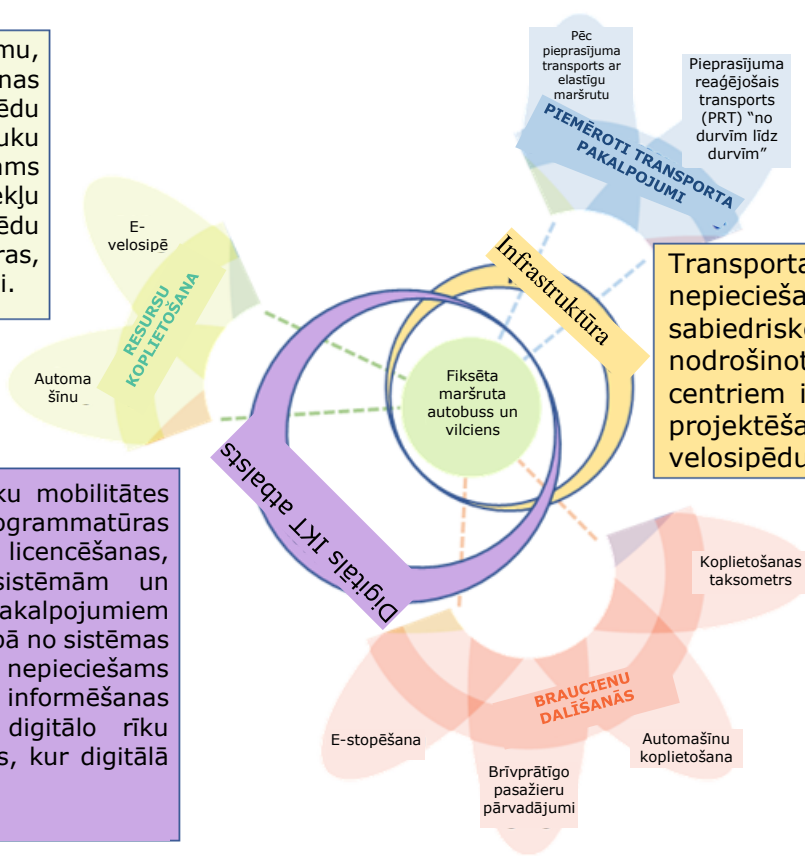 mu,
nas
ēdu
uku
ams
ekļu
ēdu
ras,
i.
Pēc
pieprasījuma
transports ar
elastīgu
maršrutu
Pieprasījuma
reaģējošais
transports
(PRT) “no
durvīm līdz
durvīm”
PIEMĒROTI TRANSPORTA
PAKALPOJUMI
E-
velosipē
RESURSU
KOPLIETOŠANA
Automa
šīnu
Infrastruktūra
Transporta
nepiecieša
sabiedrisk
nodrošinot
centriem i
projektēša
velosipēdu
Fiksēta
maršruta
autobuss un
vilciens
Digitāls IKT atbalsts
ku mobilitātes
ogrammatūras
licencēšanas,
sistēmām un
akalpojumiem
bā no sistēmas
nepieciešams
informēšanas
digitālo rīku
s, kur digitālā
Koplietošanas
taksometrs
BRAUCIENU
DALĪŠANĀS
E-stopēšana
Automašīnu
koplietošana
Brīvprātīgo
pasažieru
pārvadājumi